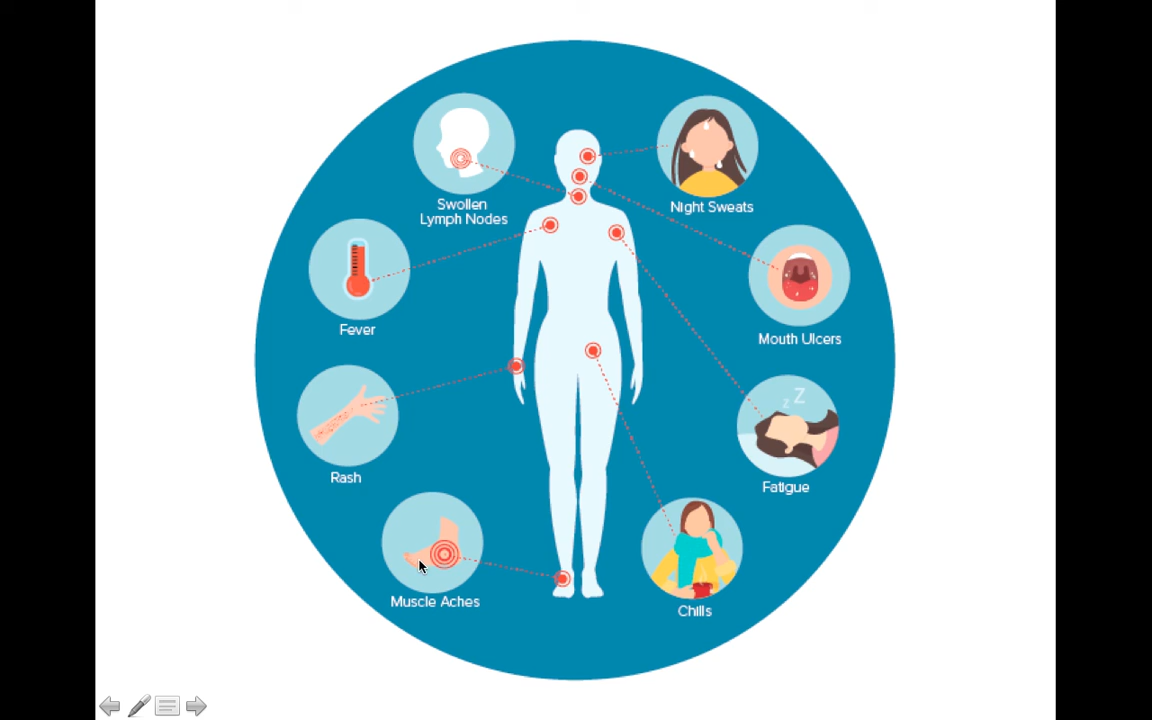 Swollen
Lymph Nodes
Night Sweats
Fever
Mouth Ulcers
Rash
z Z
Fatigue
Muscle Aches
Chills